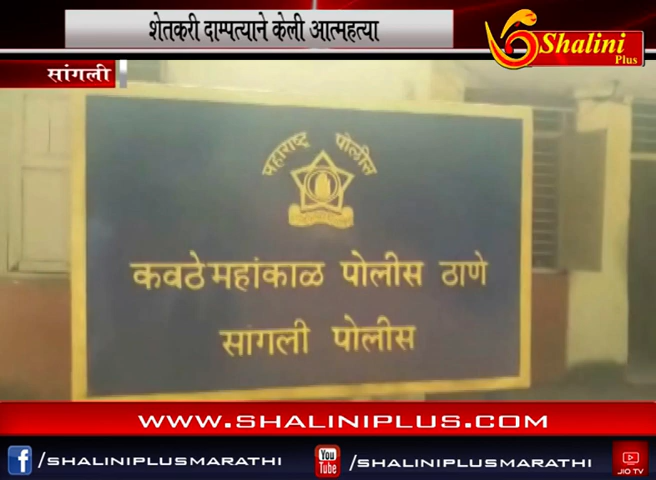 शेतकरी दाम्पत्याने केली आत्महत्या
Shalini
Plus
सांगली
महाराष्ट्र पोलीस
कवठेमहांकाळ पोलीस ठाणे
सांगली पोलीस
WWW.SHALINIPLUS.COM
f /SHALINIPLUSMARATHI
You Tube /SHALINIPLUSMARATHI
JIO TV